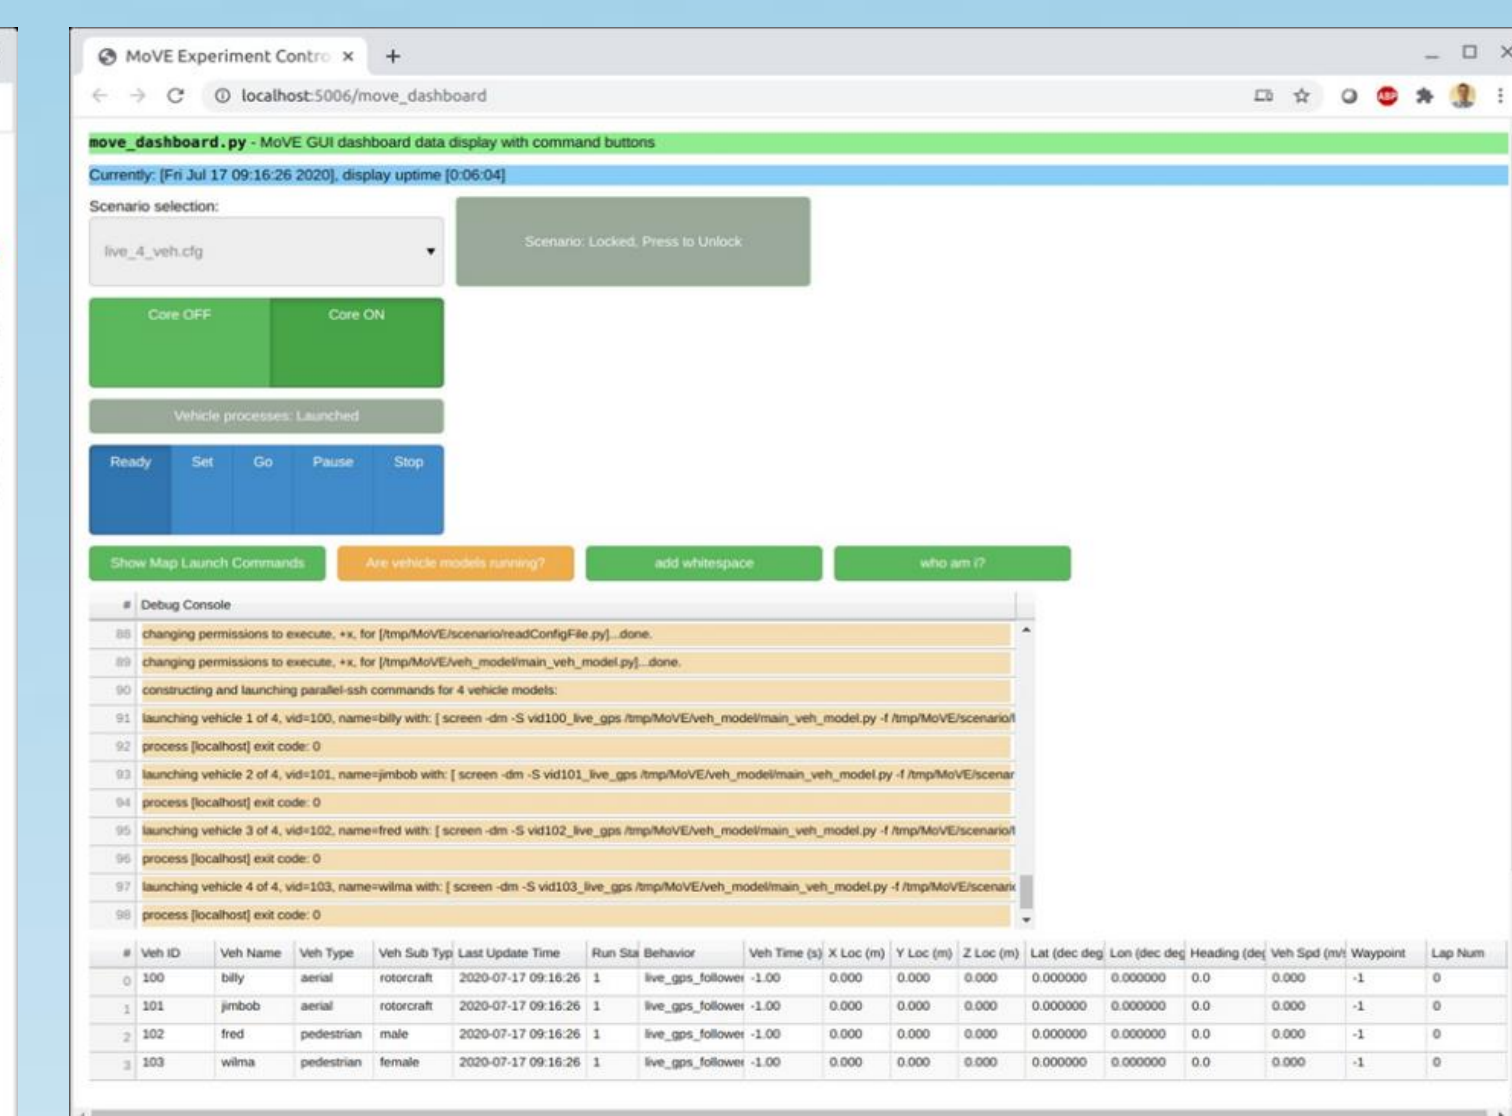 MoVE Experiment Contro
localhost:5006/move_dashboard
ABP
move_dashboard.py - MoVE GUI dashboard data display with command buttons
Currently: [Fri Jul 17 09:16:26 2020], display uptime [0:06:04]
Scenario selection:
live_4_veh.cfg
Scenario: Locked, Press to Unlock
Core OFF Core ON
Vehicle processes: Launched
Ready Set Go Pause Stop
Show Map Launch Commands Are vehicle models running? add whitespace who am i?
# Debug Console
88 changing permissions to execute, +x, for [/tmp/MoVE/scenario/readConfigFile.py]...done.
89 changing permissions to execute, +x, for [/tmp/MoVE/veh_model/main_veh_model.py]...done.
90 constructing and launching parallel-ssh commands for 4 vehicle models:
91 launching vehicle 1 of 4, vid=100, name=billy with: [ screen -dm -S vid100_live_gps /tmp/MoVE/veh_model/main_veh_model.py -f /tmp/MoVE/scenario/l
92 process [localhost] exit code: 0
93 launching vehicle 2 of 4, vid=101, name=jimbob with: [ screen -dm -S vid101_live_gps /tmp/MoVE/veh_model/main_veh_model.py -f /tmp/MoVE/scenar
94 process [localhost] exit code: 0
95 launching vehicle 3 of 4, vid=102, name=fred with: [ screen -dm -S vid102_live_gps /tmp/MoVE/veh_model/main_veh_model.py -f /tmp/MoVE/scenario/l
96 process [localhost] exit code: 0
97 launching vehicle 4 of 4, vid=103, name=wilma with: [ screen -dm -S vid103_live_gps /tmp/MoVE/veh_model/main_veh_model.py -f /tmp/MoVE/scenaric
98 process [localhost] exit code: 0
# Veh ID Veh Name Veh Type Veh Sub Typ Last Update Time Run Sta Behavior Veh Time (s) X Loc (m) Y Loc (m) Z Loc (m) Lat (dec deg Lon (dec deg Heading (deg Veh Spd (m/s Waypoint Lap Num
0 100 billy aerial rotorcraft 2020-07-17 09:16:26 1 live_gps_follower -1.00 0.000 0.000 0.000 0.000000 0.000000 0.0 0.000 -1 0
1 101 jimbob aerial rotorcraft 2020-07-17 09:16:26 1 live_gps_follower -1.00 0.000 0.000 0.000 0.000000 0.000000 0.0 0.000 -1 0
2 102 fred pedestrian male 2020-07-17 09:16:26 1 live_gps_follower -1.00 0.000 0.000 0.000 0.000000 0.000000 0.0 0.000 -1 0
3 103 wilma pedestrian female 2020-07-17 09:16:26 1 live_gps_follower -1.00 0.000 0.000 0.000 0.000000 0.000000 0.0 0.000 -1 0